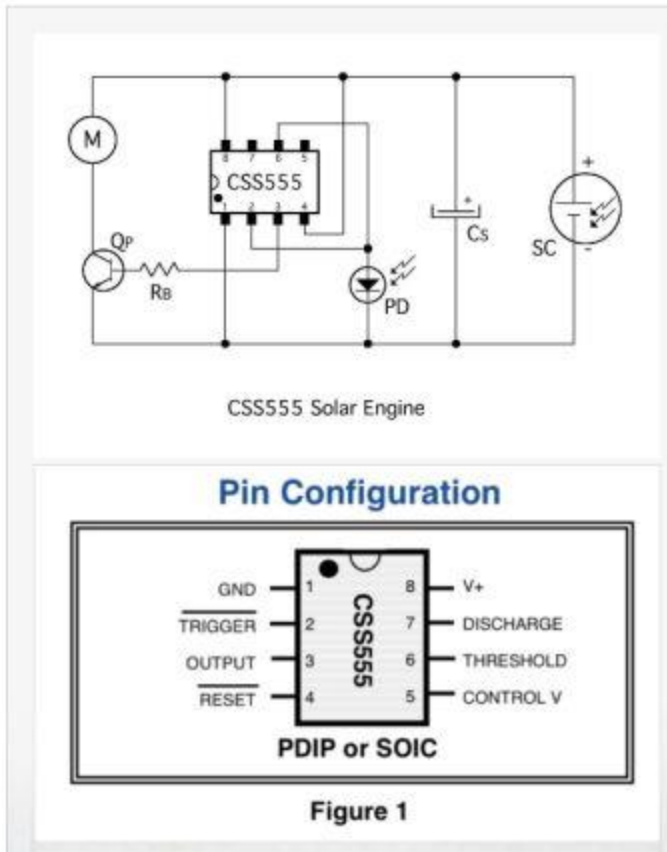 8 7 6 5
CSS555
1 2 3 4
M
QP
RB
PD
+
CS
+
SC
-
CSS555 Solar Engine
Pin Configuration
GND 1 8 V+
TRIGGER 2 7 DISCHARGE
OUTPUT 3 6 THRESHOLD
RESET 4 5 CONTROL V
CSS555
PDIP or SOIC
Figure 1